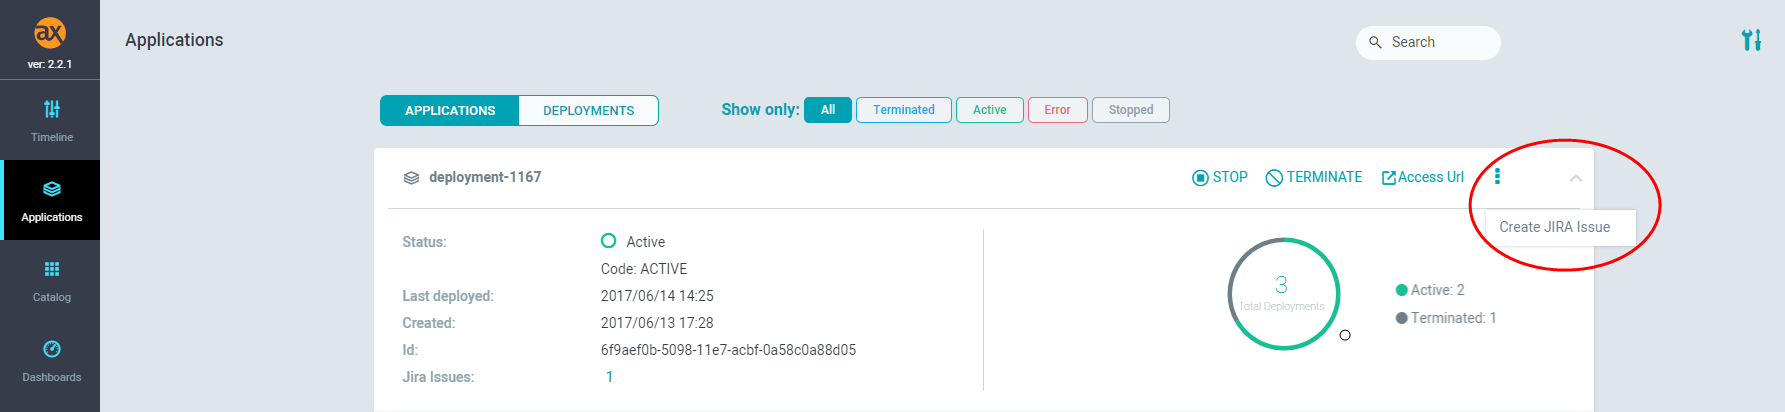 ax
ver: 2.2.1
Timeline
Applications
Catalog
Dashboards
Applications
Search
APPLICATIONS DEPLOYMENTS
Show only: All Terminated Active Error Stopped
deployment-1167 STOP TERMINATE Access Url
Create JIRA Issue
Status: Active
Code: ACTIVE
Last deployed: 2017/06/14 14:25
Created: 2017/06/13 17:28
Id: 6f9aef0b-5098-11e7-acbf-0a58c0a88d05
Jira Issues: 1
3
Total Deployments
Active: 2
Terminated: 1